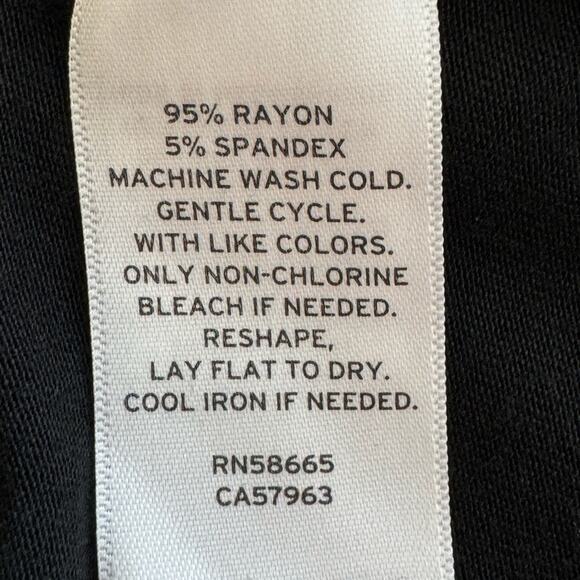 95% RAYON
5% SPANDEX
MACHINE WASH COLD.
GENTLE CYCLE.
WITH LIKE COLORS.
ONLY NON-CHLORINE
BLEACH IF NEEDED.
RESHAPE,
LAY FLAT TO DRY.
COOL IRON IF NEEDED.
RN58665
CA57963